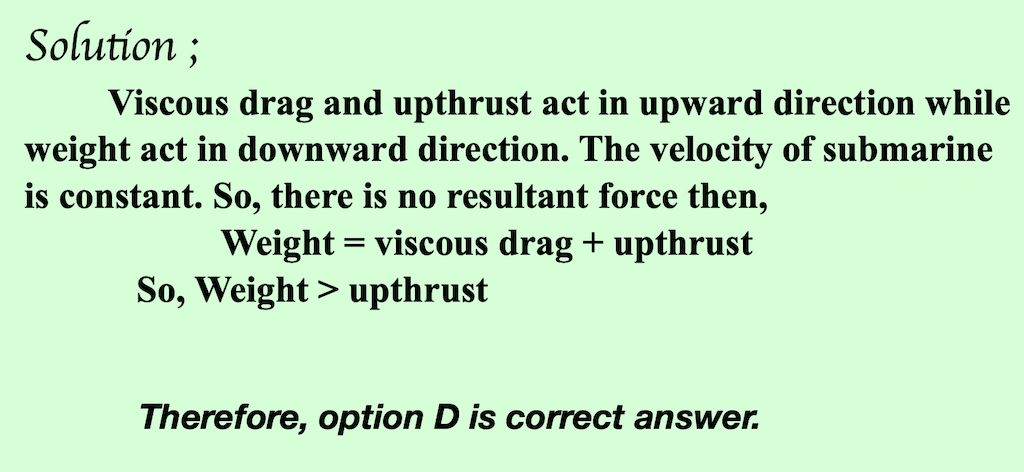 Solution ;
Viscous drag and upthrust act in upward direction while
weight act in downward direction. The velocity of submarine
is constant. So, there is no resultant force then,
Weight = viscous drag + upthrust
So, Weight > upthrust
Therefore, option D is correct answer.